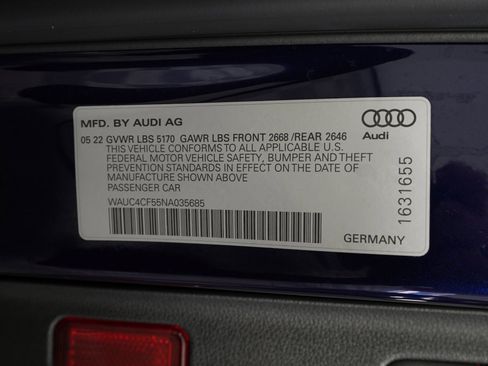 MFD. BY AUDI AG
05 22 GVWR LBS 5170 GAWR LBS FRONT 2668 /REAR 2646
THIS VEHICLE CONFORMS TO ALL APPLICABLE U.S.
FEDERAL MOTOR VEHICLE SAFETY, BUMPER AND THEFT
PREVENTION STANDARDS IN EFFECT ON THE DATE OF
MANUFACTURE SHOWN ABOVE
PASSENGER CAR
WAUC4CF55NA035685
Audi
1631655
GERMANY